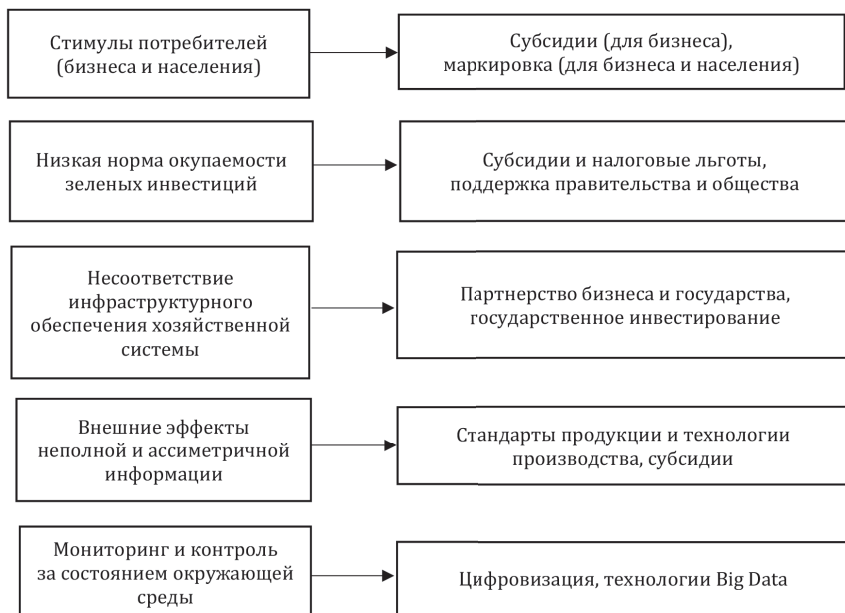 Стимулы потребителей
(бизнеса и населения)
Субсидии (для бизнеса),
маркировка (для бизнеса и населения)
Низкая норма окупаемости
зеленых инвестиций
Субсидии и налоговые льготы,
поддержка правительства и общества
Несоответствие
инфраструктурного
обеспечения хозяйственной
системы
Партнерство бизнеса и государства,
государственное инвестирование
Внешние эффекты
неполной и ассиметричной
информации
Стандарты продукции и технологии
производства, субсидии
Мониторинг и контроль
за состоянием окружающей
среды
Цифровизация, технологии Big Data